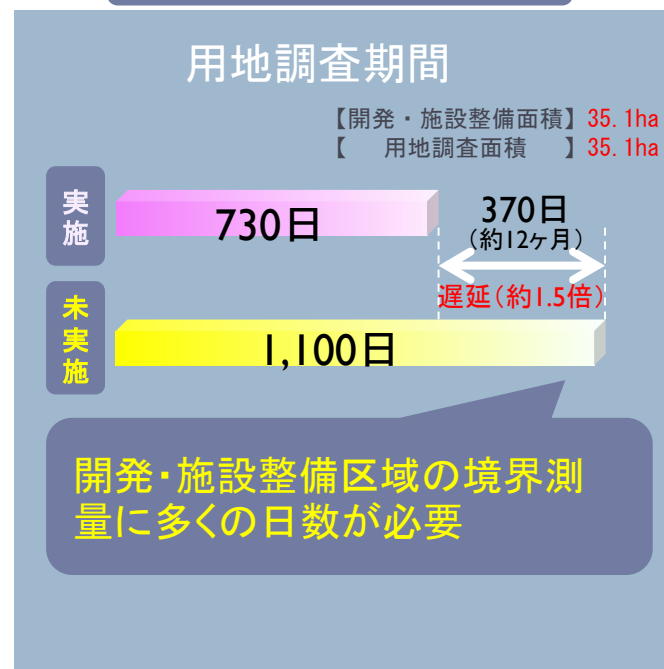 用地調査期間
【開発・施設整備面積】35.1ha
【　用地調査面積　】35.1ha
実施
730日
370日
（約12ヶ月）
遅延（約1.5倍）
未実施
1,100日
開発・施設整備区域の境界測
量に多くの日数が必要